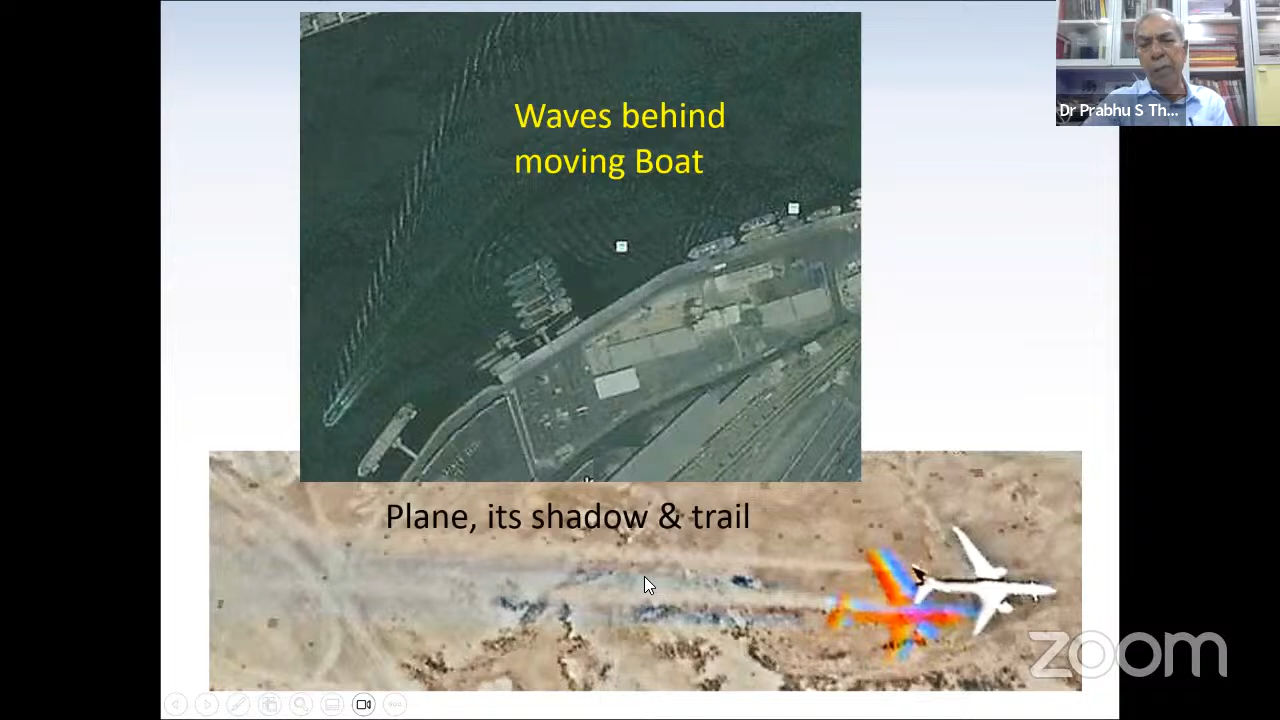 Waves behind
moving Boat
Dr Prabhu S Th...
Plane, its shadow & trail
zoom